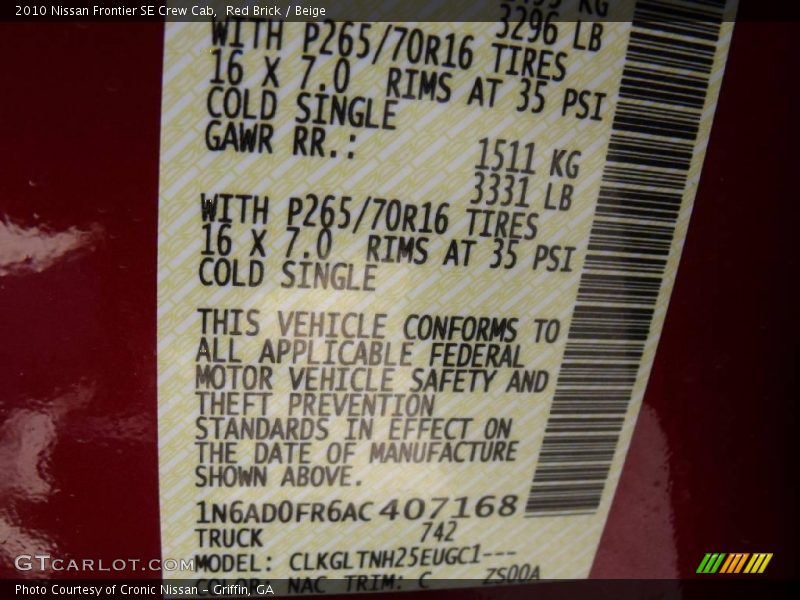 2010 Nissan Frontier SE Crew Cab, Red Brick / Beige
3296 LB
WITH P265/70R16 TIRES
16 X 7.0 RIMS AT 35 PSI
COLD SINGLE
GAWR RR.:
1511 KG
3331 LB
WITH P265/70R16 TIRES
16 X 7.0 RIMS AT 35 PSI
COLD SINGLE
THIS VEHICLE CONFORMS TO
ALL APPLICABLE FEDERAL
MOTOR VEHICLE SAFETY AND
THEFT PREVENTION
STANDARDS IN EFFECT ON
THE DATE OF MANUFACTURE
SHOWN ABOVE.
1N6AD0FR6AC407168
TRUCK 742
MODEL: CLKGLTNH25EUGC1---
COLOR: NAC TRIM: C ZS00A
GTCARLOT.COM
Photo Courtesy of Cronic Nissan - Griffin, GA